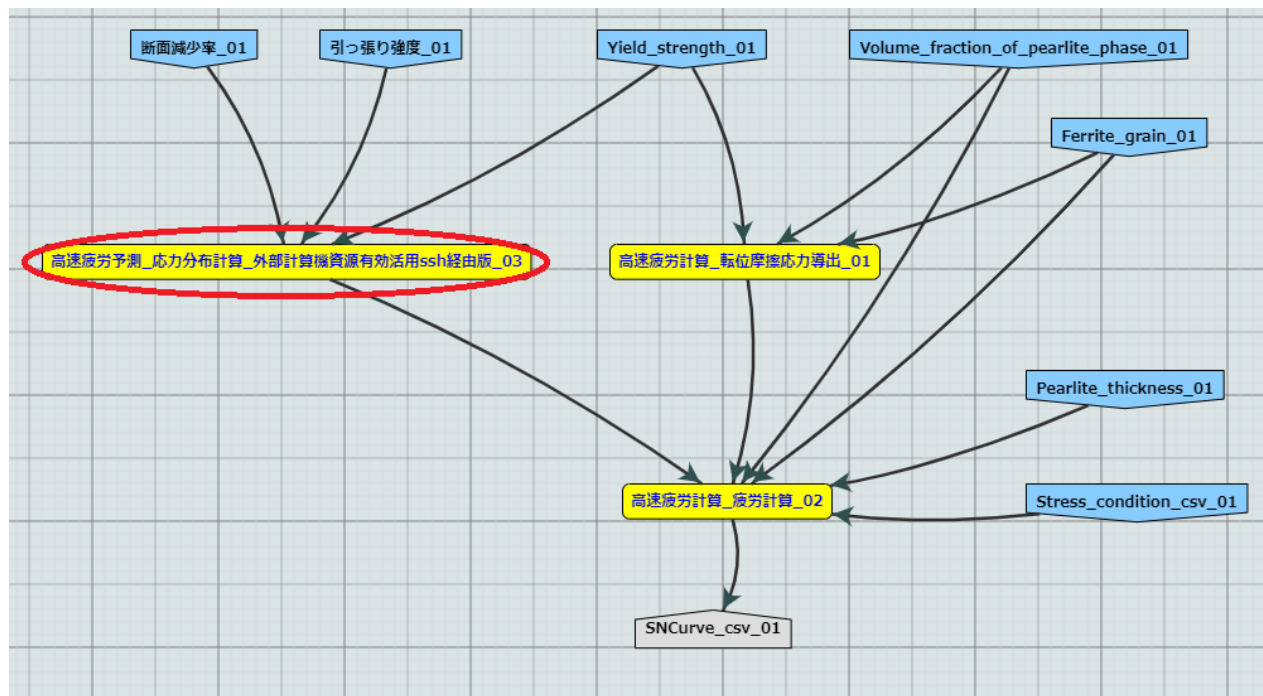 断面減少率_01
引っ張り強度_01
Yield_strength_01
Volume_fraction_of_pearlite_phase_01
Ferrite_grain_01
高速疲労予測_応力分布計算_外部計算機資源有効活用ssh経由版_03
高速疲労計算_転位摩擦応力導出_01
Pearlite_thickness_01
高速疲労計算_疲労計算_02
Stress_condition_csv_01
SNCurve_csv_01